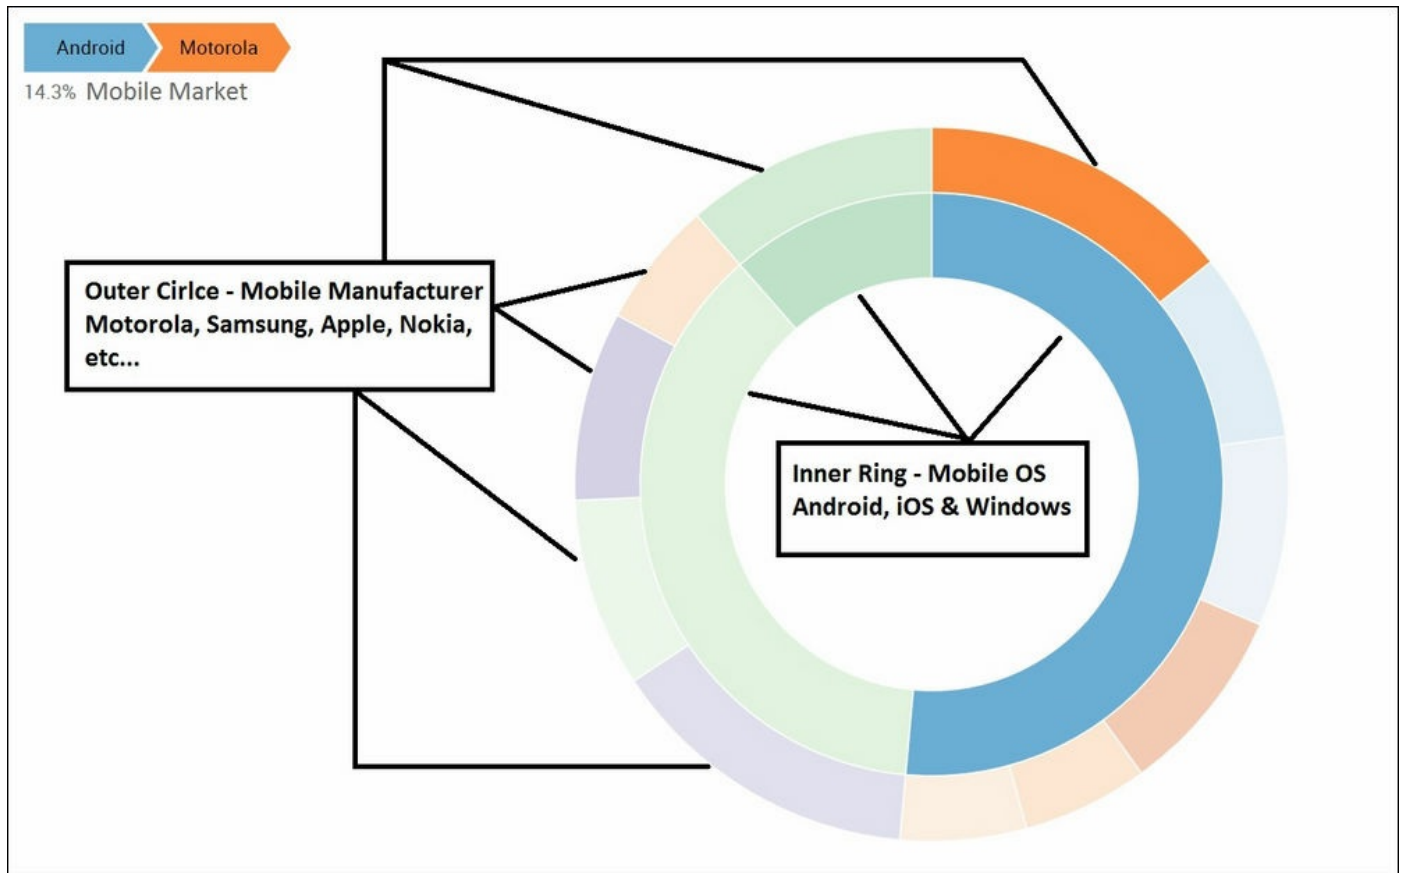 Android
Motorola
14.3% Mobile Market
Outer Cirlce - Mobile Manufacturer
Motorola, Samsung, Apple, Nokia,
etc...
Inner Ring - Mobile OS
Android, iOS & Windows